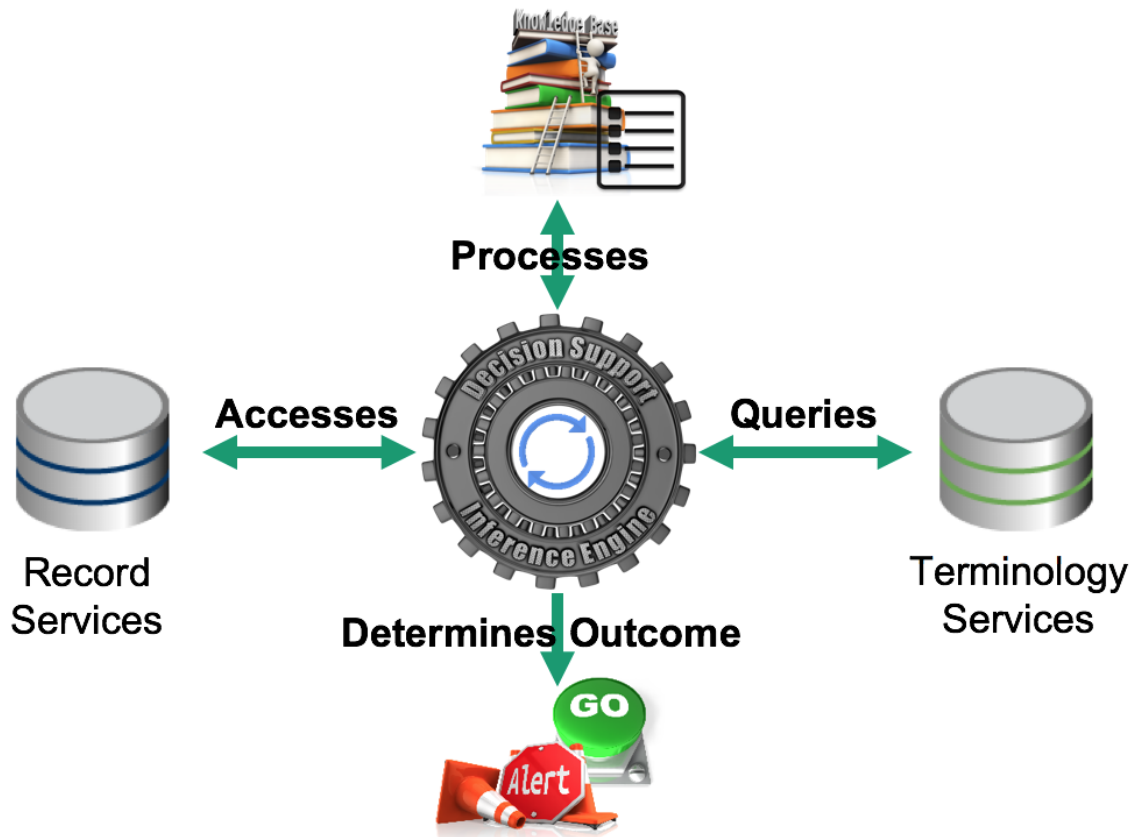 Knowledge Base
Processes
Decision Support
Accesses
Queries
Inference Engine
Record
Services
Terminology
Services
Determines Outcome
GO
Alert